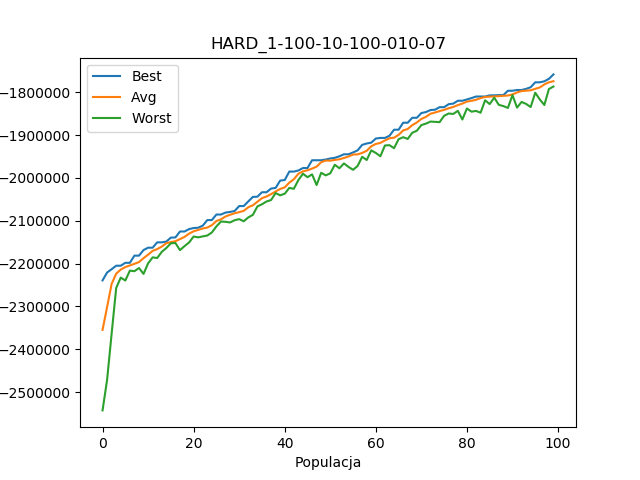 HARD_1-100-10-100-010-07
Best
Avg
Worst
−1800000
−1900000
−2000000
−2100000
−2200000
−2300000
−2400000
−2500000
0 20 40 60 80 100
Populacja